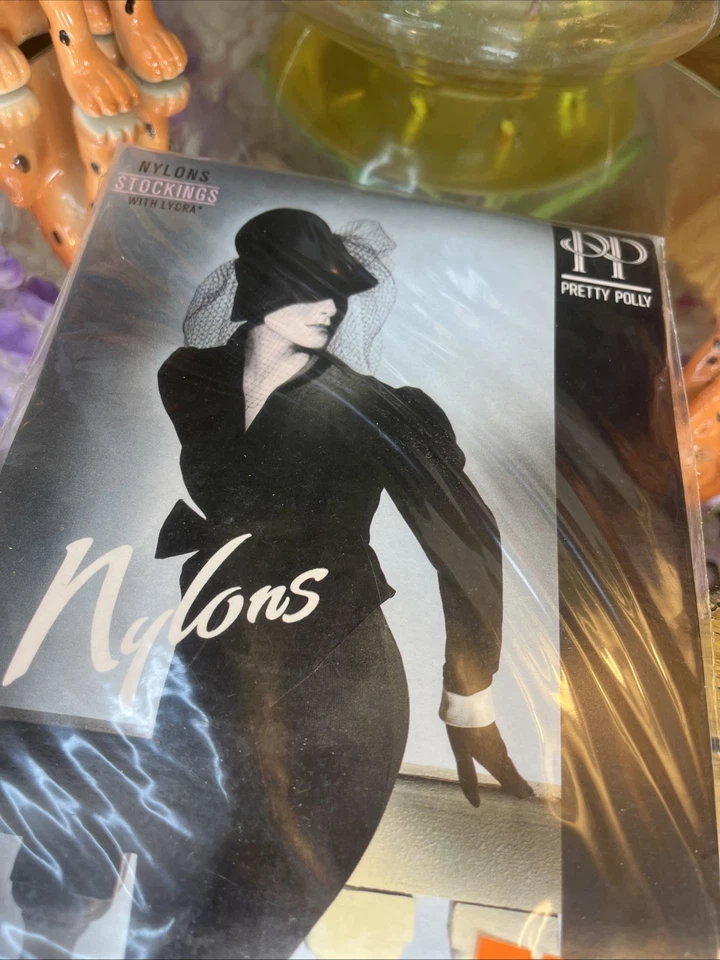 NYLONS
STOCKINGS
WITH LYCRA*
PP
PRETTY POLLY
Nylons